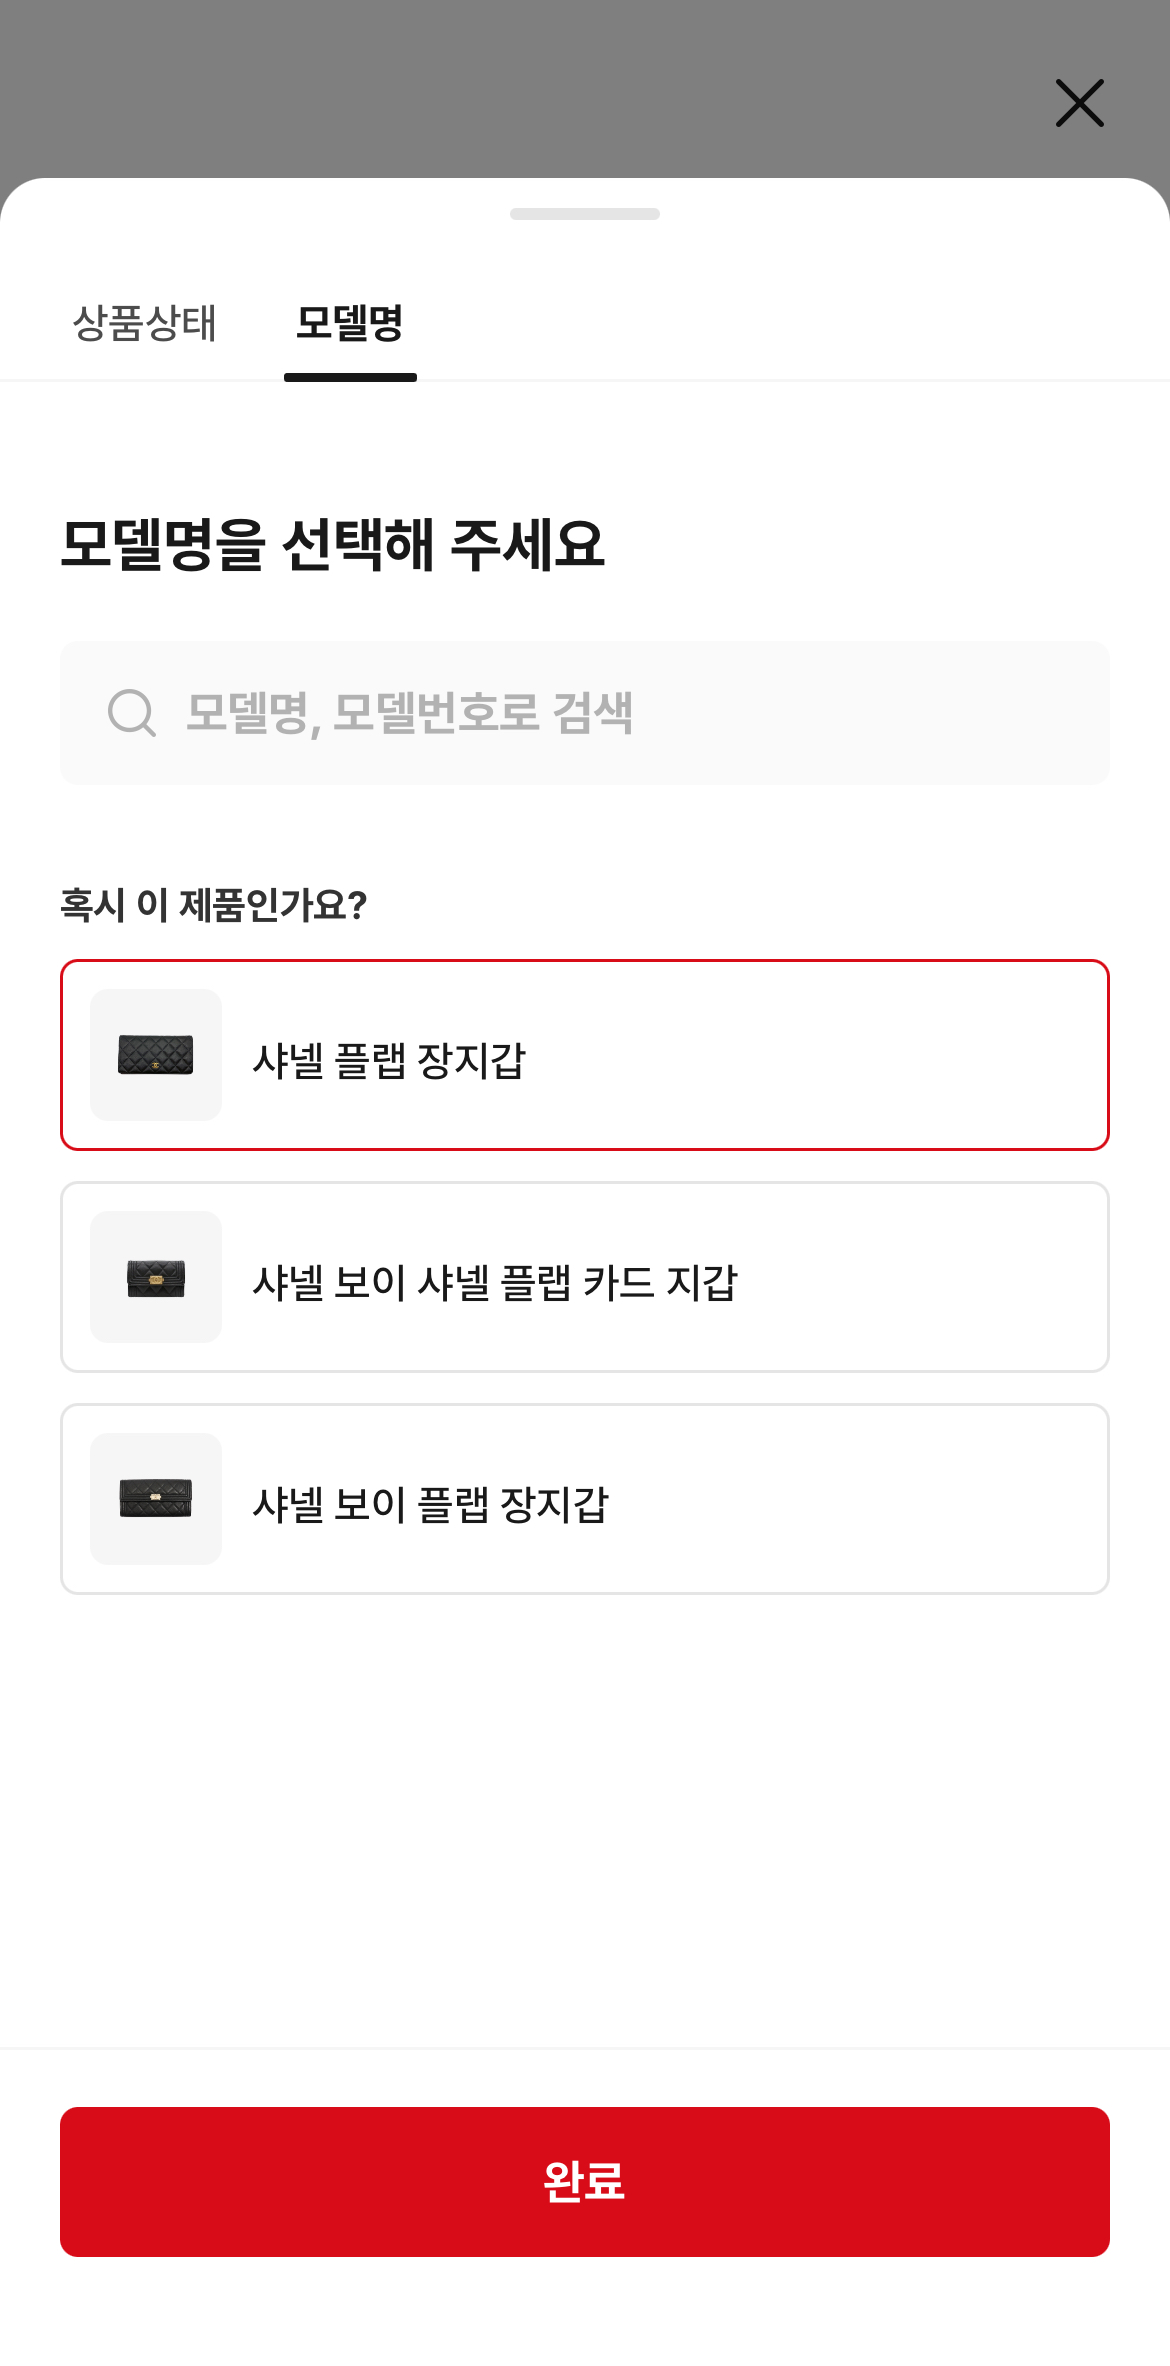 상품상태 모델명
모델명을 선택해 주세요
모델명, 모델번호로 검색
혹시 이 제품인가요?
샤넬 플랩 장지갑
샤넬 보이 샤넬 플랩 카드 지갑
샤넬 보이 플랩 장지갑
완료